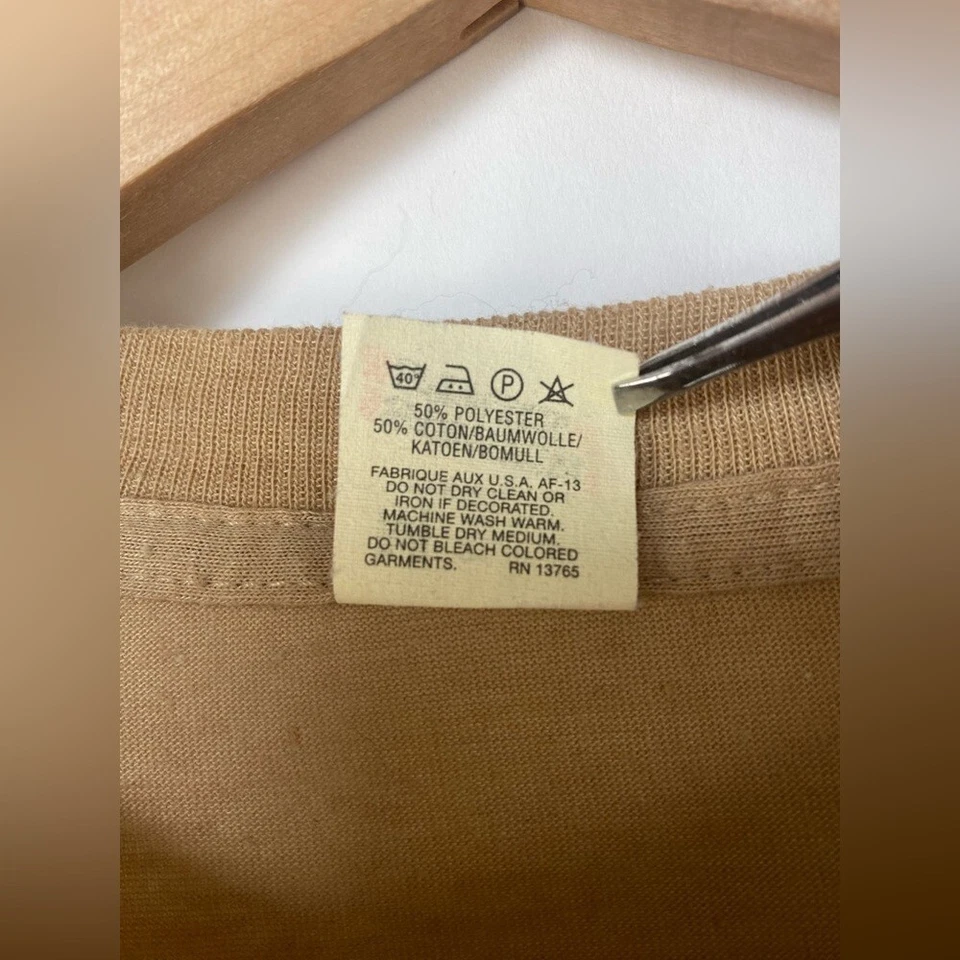 40°
P
50% POLYESTER
50% COTON/BAUMWOLLE/
KATOEN/BOMULL
FABRIQUE AUX U.S.A. AF-13
DO NOT DRY CLEAN OR
IRON IF DECORATED.
MACHINE WASH WARM.
TUMBLE DRY MEDIUM.
DO NOT BLEACH COLORED
GARMENTS. RN 13765